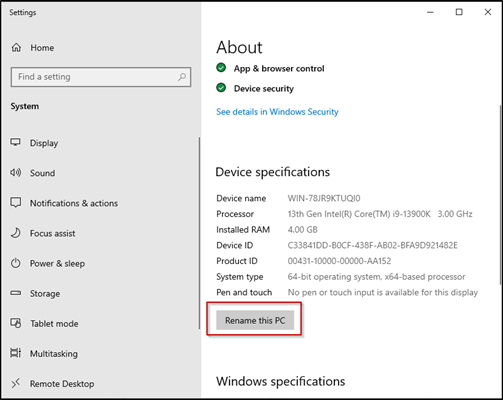 Settings
Home
Find a setting
System
Display
Sound
Notifications & actions
Focus assist
Power & sleep
Storage
Tablet mode
Multitasking
Remote Desktop
About
App & browser control
Device security
See details in Windows Security
Device specifications
Device name WIN-78JR9KTUQI0
Processor 13th Gen Intel(R) Core(TM) i9-13900K 3.00 GHz
Installed RAM 4.00 GB
Device ID C33841DD-B0CF-438F-AB02-BFA9D921482E
Product ID 00431-10000-00000-AA152
System type 64-bit operating system, x64-based processor
Pen and touch No pen or touch input is available for this display
Rename this PC
Windows specifications